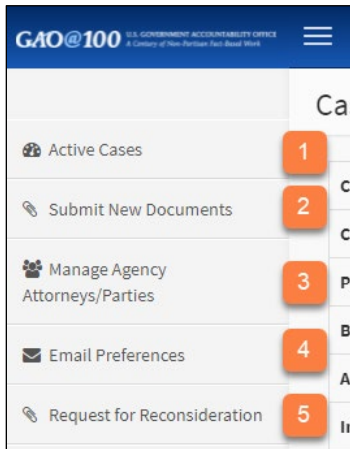 GAO@100 U.S. GOVERNMENT ACCOUNTABILITY OFFICE
A Century of Non-Partisan Fact-Based Work
Ca
Active Cases
1
C
Submit New Documents
2
C
Manage Agency
Attorneys/Parties
3
P
B
Email Preferences
4
A
Request for Reconsideration
5
In